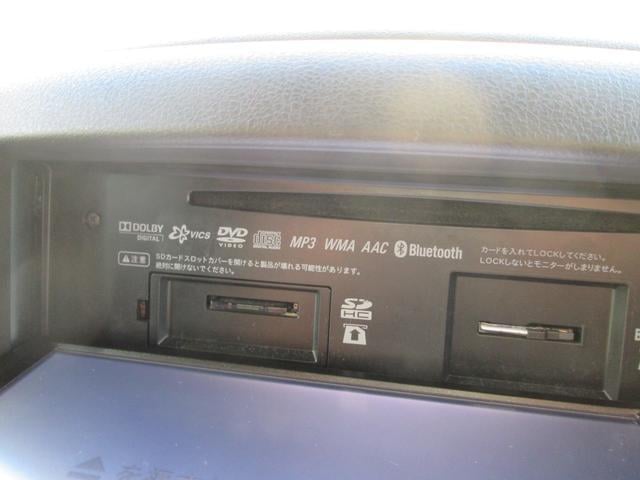 DOLBY DIGITAL VICS DVD VIDEO COMPACT disc MP3 WMA AAC Bluetooth
カードを入れてLOCKしてください。
LOCKしないとモニターがしまりません。
注意 SDカードスロットカバーを開けると製品が壊れる可能性があります。
絶対に開けないでください。
SD HC